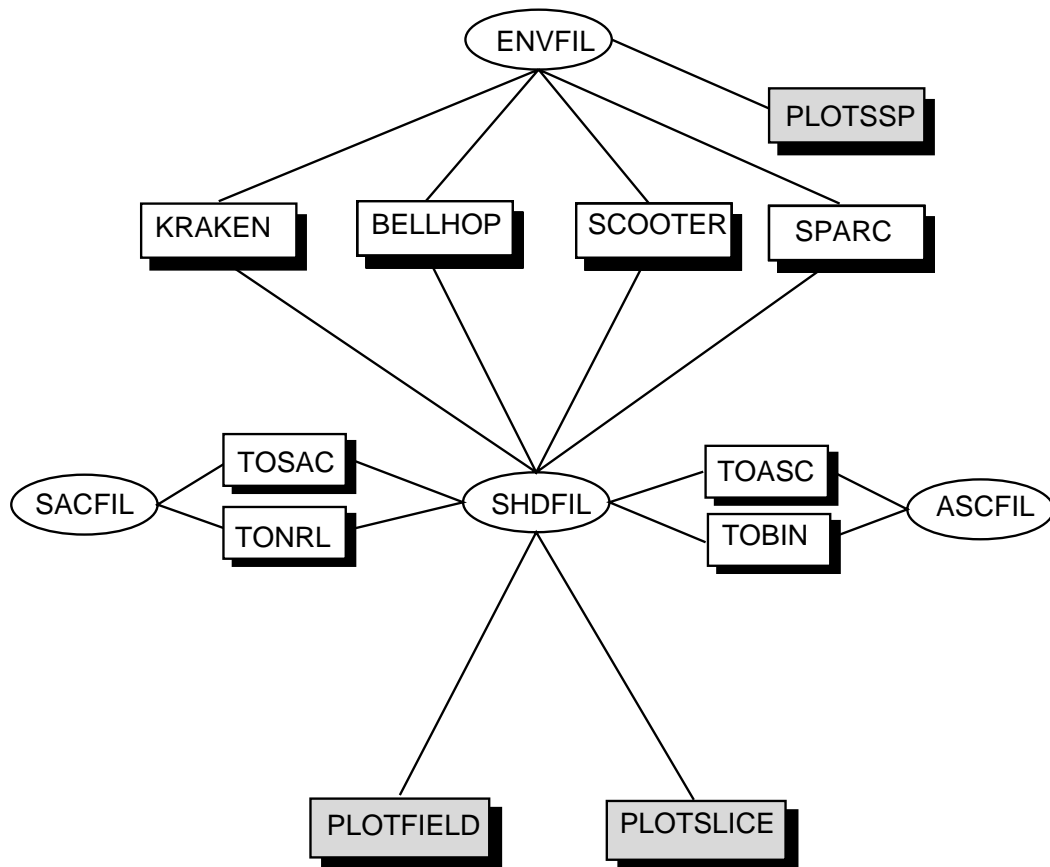 ENVFIL
PLOTSSP
KRAKEN
BELLHOP
SCOOTER
SPARC
TOSAC
TOASC
SACFIL
SHDFIL
ASCFIL
TONRL
TOBIN
PLOTFIELD
PLOTSLICE